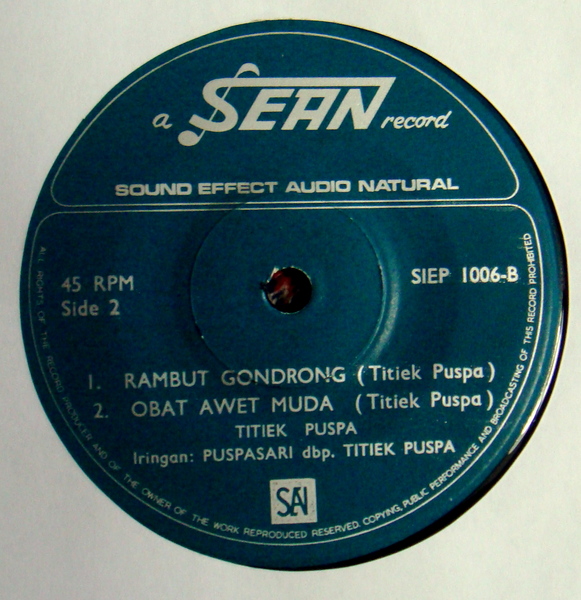 a SEAN record
SOUND EFFECT AUDIO NATURAL
45 RPM
Side 2
SIEP 1006-B
1. RAMBUT GONDRONG (Titiek Puspa)
2. OBAT AWET MUDA (Titiek Puspa)
TITIEK PUSPA
Iringan: PUSPASARI dbp. TITIEK PUSPA
SAN
ALL RIGHTS OF THE RECORD PRODUCER AND OF THE OWNER OF THE WORK REPRODUCED RESERVED. COPYING, PUBLIC PERFORMANCE AND BROADCASTING OF THIS RECORD PROHIBITED